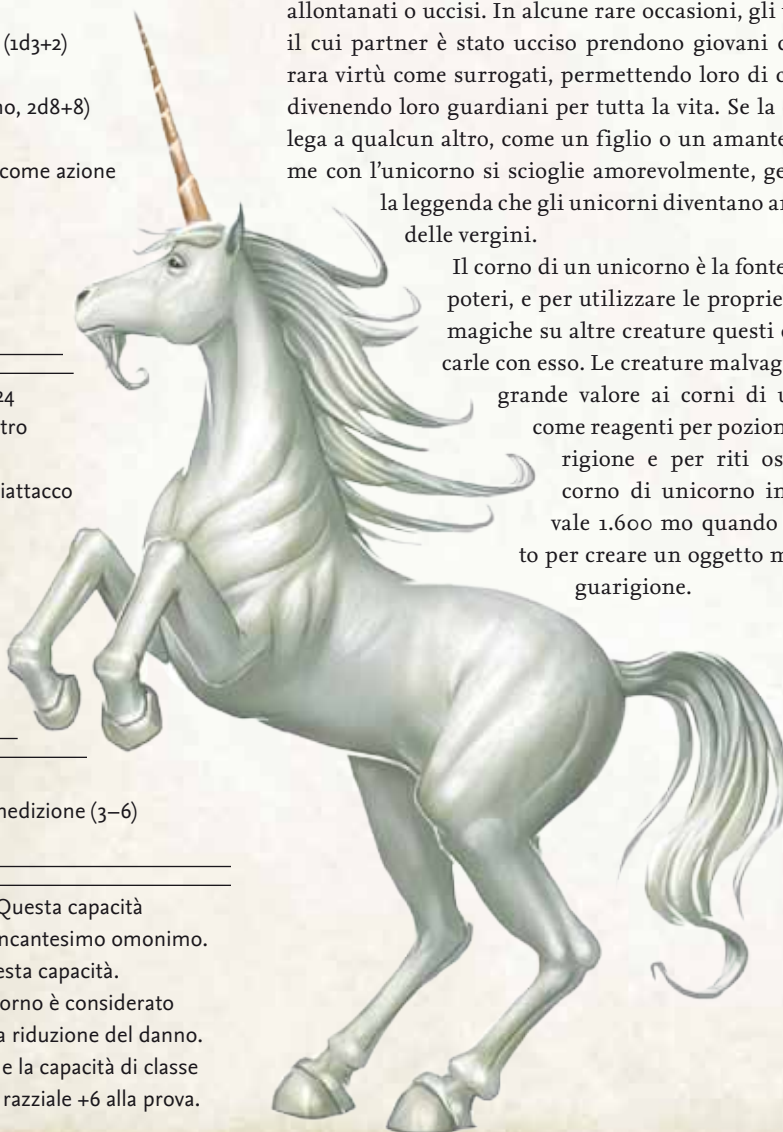 (1d3+2)
no, 2d8+8)
come azione
24
tro
iattacco
nedizione (3–6)
Questa capacità
ncantesimo omonimo.
esta capacità.
orno è considerato
a riduzione del danno.
e la capacità di classe
razziale +6 alla prova.
allontanati o uccisi. In alcune rare occasioni, gli
il cui partner è stato ucciso prendono giovani
rara virtù come surrogati, permettendo loro di
divenendo loro guardiani per tutta la vita. Se la
lega a qualcun altro, come un figlio o un amante
me con l’unicorno si scioglie amorevolmente, ge
la leggenda che gli unicorni diventano
delle vergini.
Il corno di un unicorno è la fonte
poteri, e per utilizzare le proprie
magiche su altre creature questi
carle con esso. Le creature malvag
grande valore ai corni di
come reagenti per pozion
rigione e per riti os
corno di unicorno in
vale 1.600 mo quando
to per creare un oggetto m
guarigione.